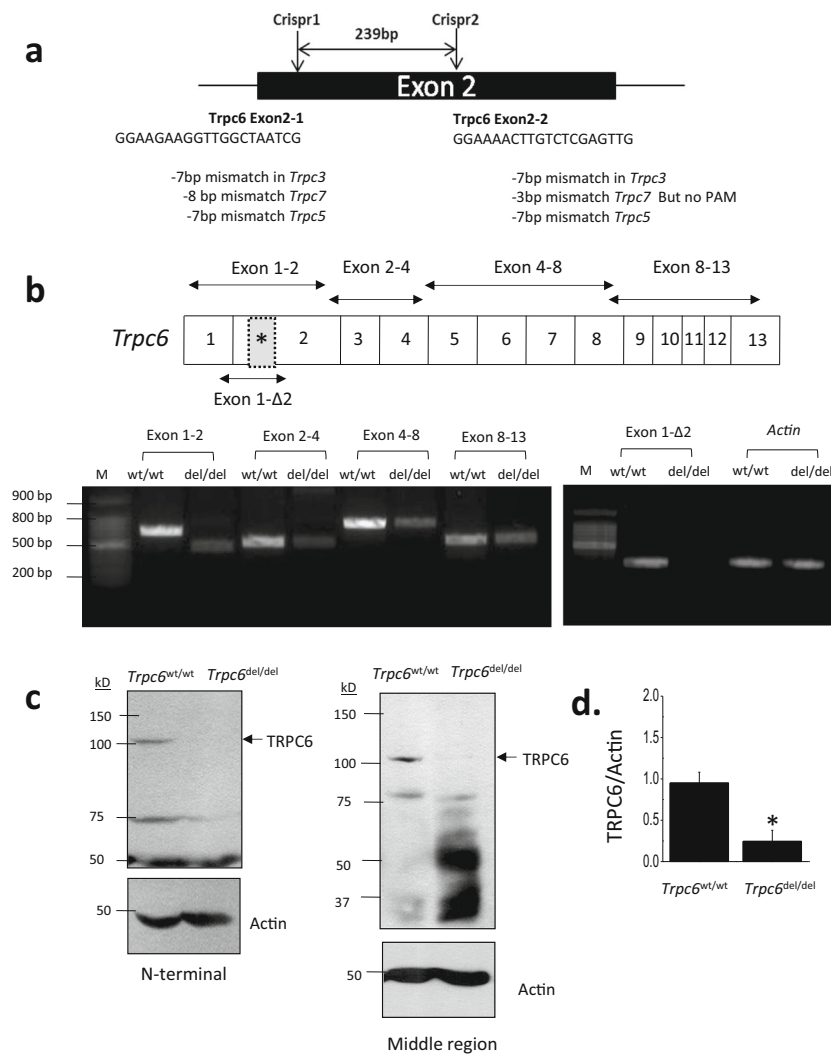 a
Crispr1
Crispr2
239bp
Exon 2
Trpc6 Exon2-1
Trpc6 Exon2-2
GGAAGAAGGTTGGCTAATCG
GGAAAACTTGTCTCGAGTTG
-7bp mismatch in Trpc3
-8 bp mismatch Trpc7
-7bp mismatch Trpc5
-7bp mismatch in Trpc3
-3bp mismatch Trpc7 But no PAM
-7bp mismatch Trpc5
b
Exon 1-2
Exon 2-4
Exon 4-8
Exon 8-13
Trpc6
1 * 2 3 4 5 6 7 8 9 10 11 12 13
Exon 1-Δ2
Exon 1-2
Exon 2-4
Exon 4-8
Exon 8-13
M wt/wt del/del wt/wt del/del wt/wt del/del wt/wt del/del
900 bp
800 bp
500 bp
200 bp
Exon 1-Δ2
Actin
M wt/wt del/del wt/wt del/del
c
kD
Trpc6wt/wt Trpc6del/del
150
100
75
50
TRPC6
50
Actin
N-terminal
kD
Trpc6wt/wt Trpc6del/del
150
100
75
50
37
TRPC6
50
Actin
Middle region
d.
TRPC6/Actin
2.0
1.5
1.0
0.5
0.0
*
Trpc6wt/wt Trpc6del/del